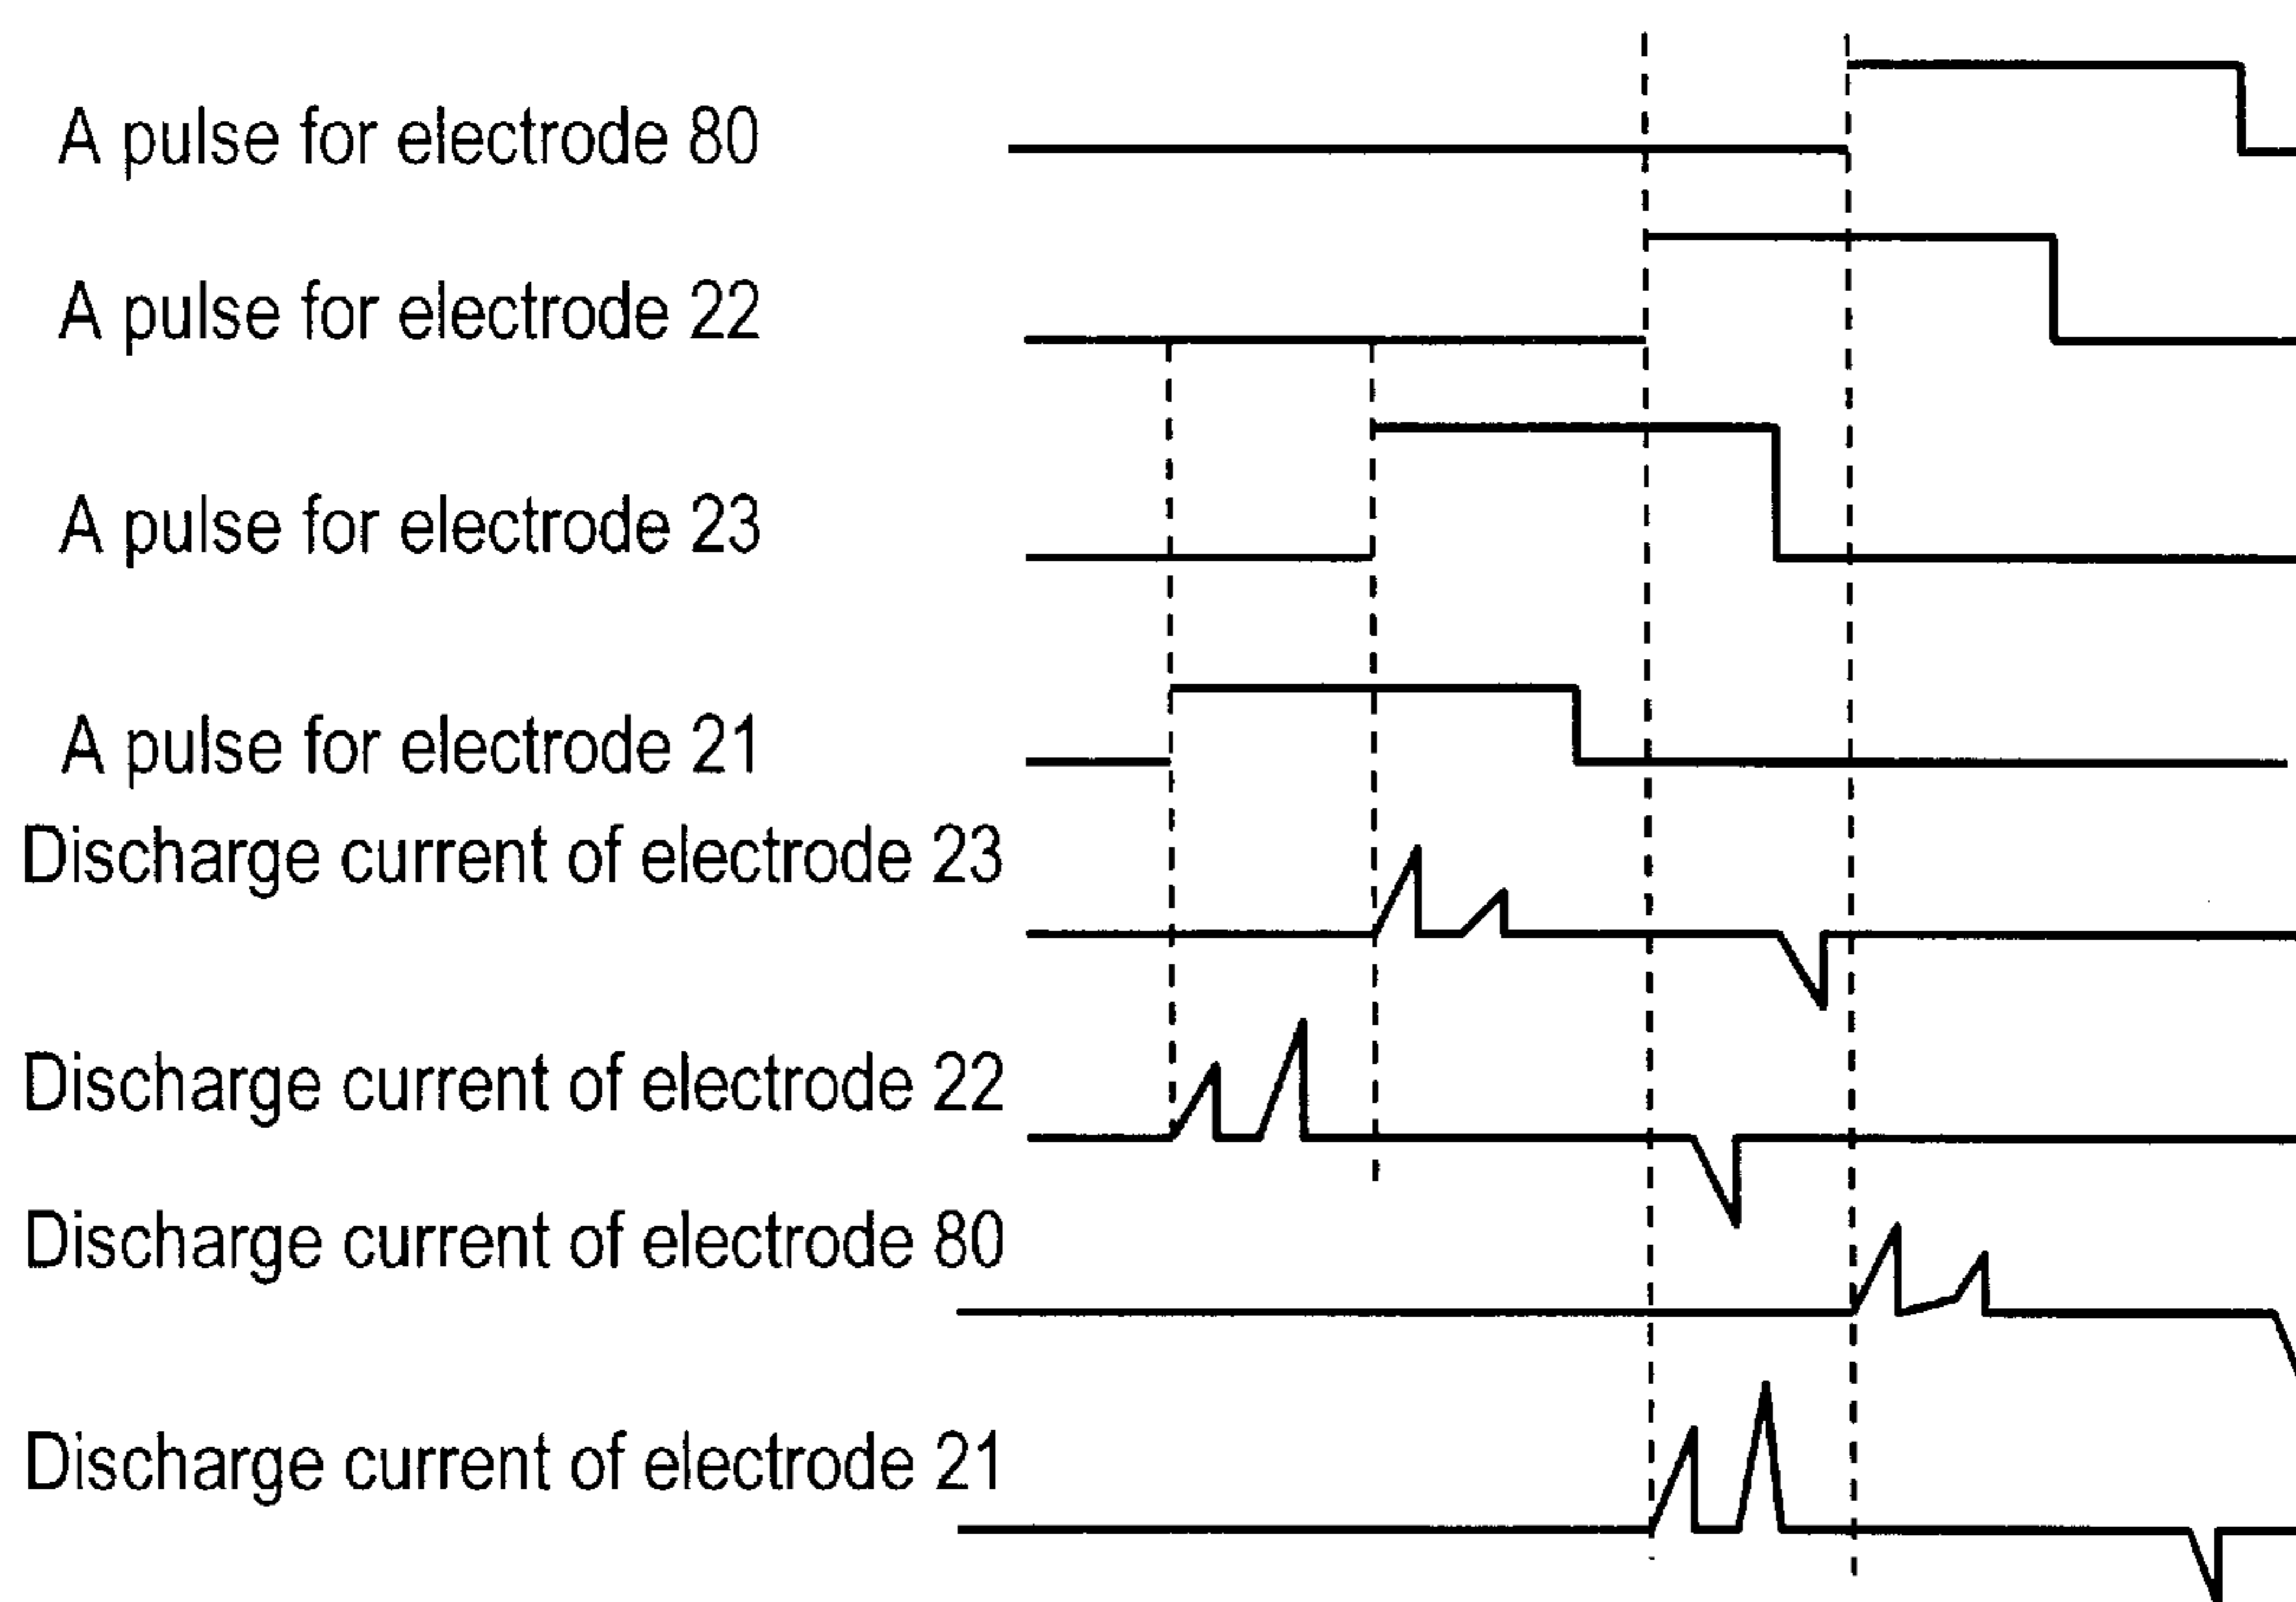 A pulse for electrode 80
A pulse for electrode 22
A pulse for electrode 23
A pulse for electrode 21
Discharge current of electrode 23
Discharge current of electrode 22
Discharge current of electrode 80
Discharge current of electrode 21